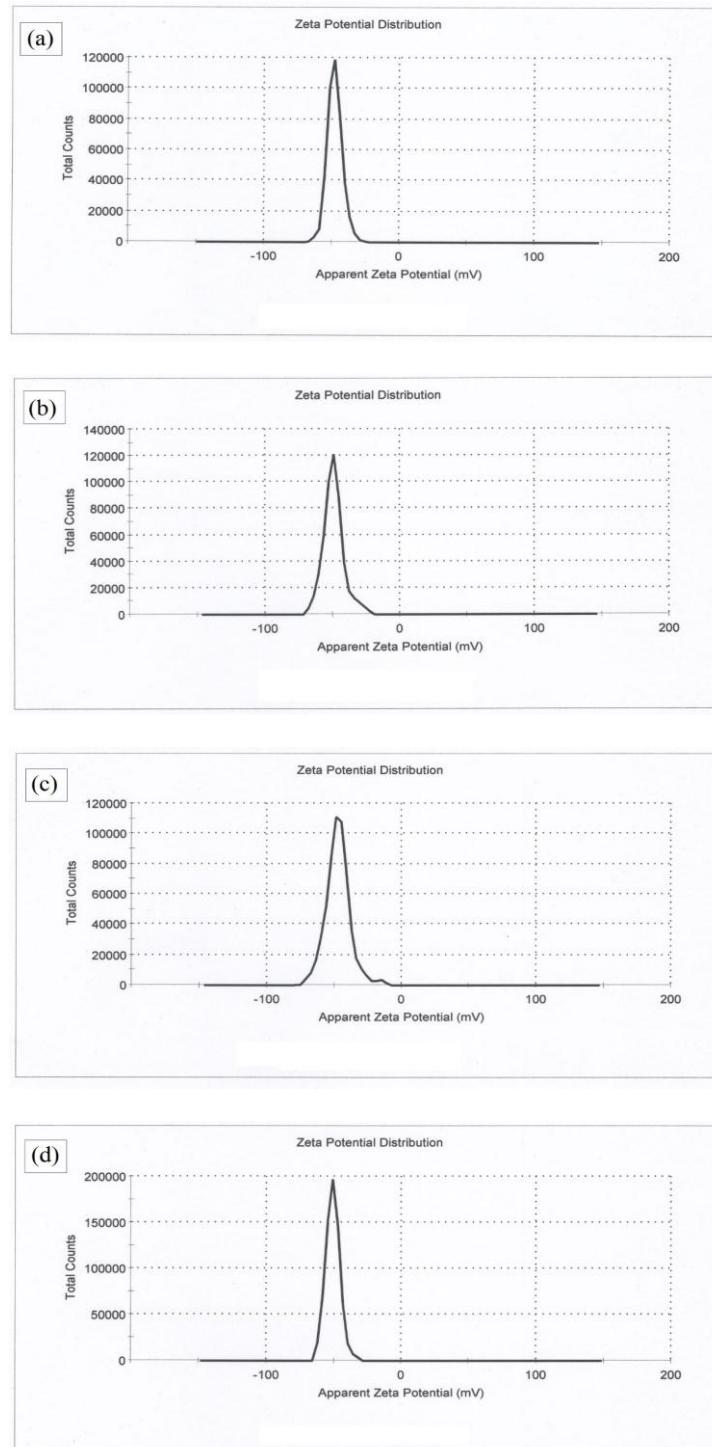 (a)
Zeta Potential Distribution
120000
100000
80000
60000
40000
20000
0
Total Counts
-100 0 100 200
Apparent Zeta Potential (mV)
(b)
Zeta Potential Distribution
140000
120000
100000
80000
60000
40000
20000
0
Total Counts
-100 0 100 200
Apparent Zeta Potential (mV)
(c)
Zeta Potential Distribution
120000
100000
80000
60000
40000
20000
0
Total Counts
-100 0 100 200
Apparent Zeta Potential (mV)
(d)
Zeta Potential Distribution
200000
150000
100000
50000
0
Total Counts
-100 0 100 200
Apparent Zeta Potential (mV)